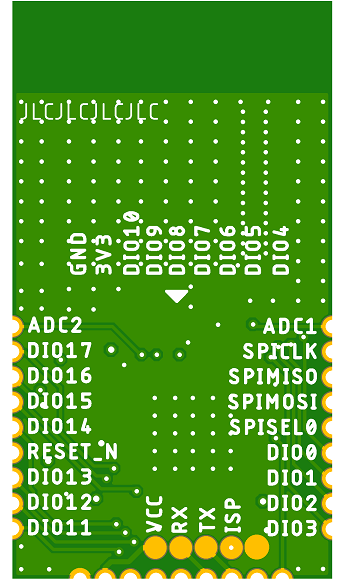 JLCJLCJLCJLC
GND
3V3
DIO10
DIO9
DIO8
DIO7
DIO6
DIO5
DIO4
ADC2
DIO17
DIO16
DIO15
DIO14
RESET_N
DIO13
DIO12
DIO11
ADC1
SPICLK
SPIMISO
SPIMOSI
SPISEL0
DIO0
DIO1
DIO2
DIO3
VCC
RX
TX
ISP